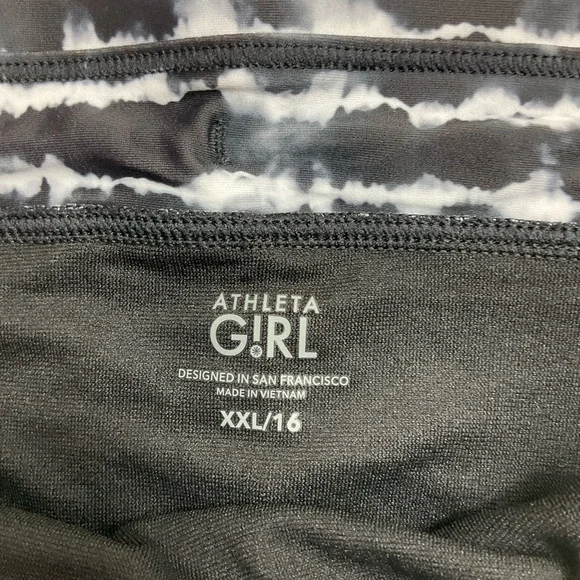 ATHLETA
G!RL
DESIGNED IN SAN FRANCISCO
MADE IN VIETNAM
XXL/16